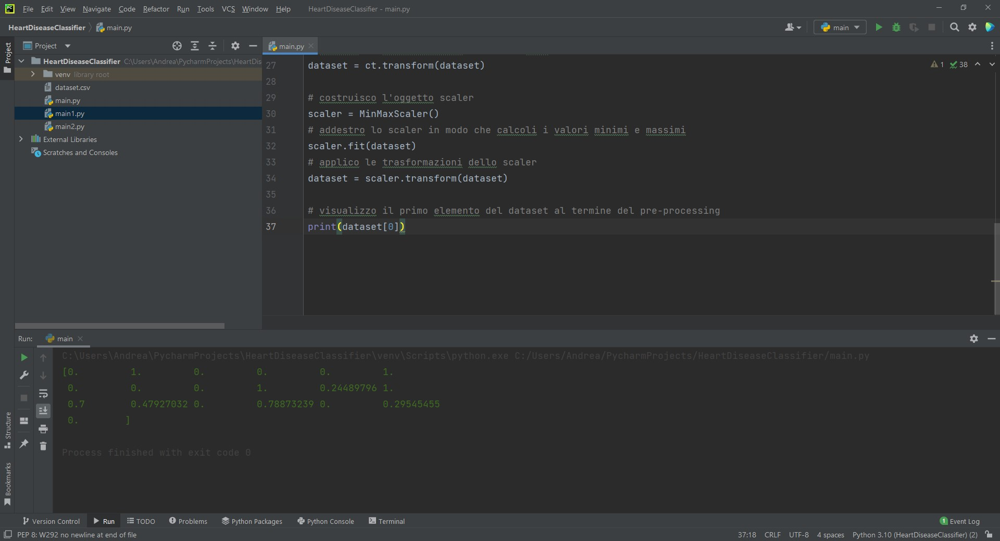 PC File Edit View Navigate Code Refactor Run Tools VCS Window Help HeartDiseaseClassifier - main.py
HeartDiseaseClassifier main.py main
Project
Project
main.py
HeartDiseaseClassifier C:\Users\Andrea\PycharmProjects\HeartDis
venv library root
dataset.csv
main.py
main1.py
main2.py
External Libraries
Scratches and Consoles
1 38
27 dataset = ct.transform(dataset)
28
29 # costruisco l'oggetto scaler
30 scaler = MinMaxScaler()
31 # addestro lo scaler in modo che calcoli i valori minimi e massimi
32 scaler.fit(dataset)
33 # applico le trasformazioni dello scaler
34 dataset = scaler.transform(dataset)
35
36 # visualizzo il primo elemento del dataset al termine del pre-processing
37 print(dataset[0])
Run: main
C:\Users\Andrea\PycharmProjects\HeartDiseaseClassifier\venv\Scripts\python.exe C:/Users/Andrea/PycharmProjects/HeartDiseaseClassifier/main.py
[0. 1. 0. 0. 0. 1.
0. 0. 0. 1. 0.24489796 1.
0.7 0.47927032 0. 0.78873239 0. 0.29545455
0. ]
Process finished with exit code 0
Structure
Bookmarks
Version Control Run TODO Problems Python Packages Python Console Terminal 1 Event Log
PEP 8: W292 no newline at end of file 37:18 CRLF UTF-8 4 spaces Python 3.10 (HeartDiseaseClassifier) (2)